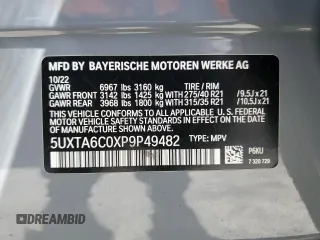 MFD BY BAYERISCHE MOTOREN WERKE AG
10/22
GVWR 6967 lbs 3160 kg TIRE / RIM
GAWR FRONT 3142 lbs 1425 kg 275/40 R21 / 9.5J x 21
GAWR REAR 3968 lbs 1800 kg 315/35 R21 / 10.5J x 21
THIS VEHICLE CONFORMS TO ALL APPLICABLE U.S. FEDERAL
MOTOR VEHICLE SAFETY STANDARDS IN EFFECT ON
THE DATE OF MANUFACTURE SHOWN ABOVE.
5UXTA6C0XP9P49482 TYPE: MPV
P6KU
7 320 729
© AUTOBIDMASTER